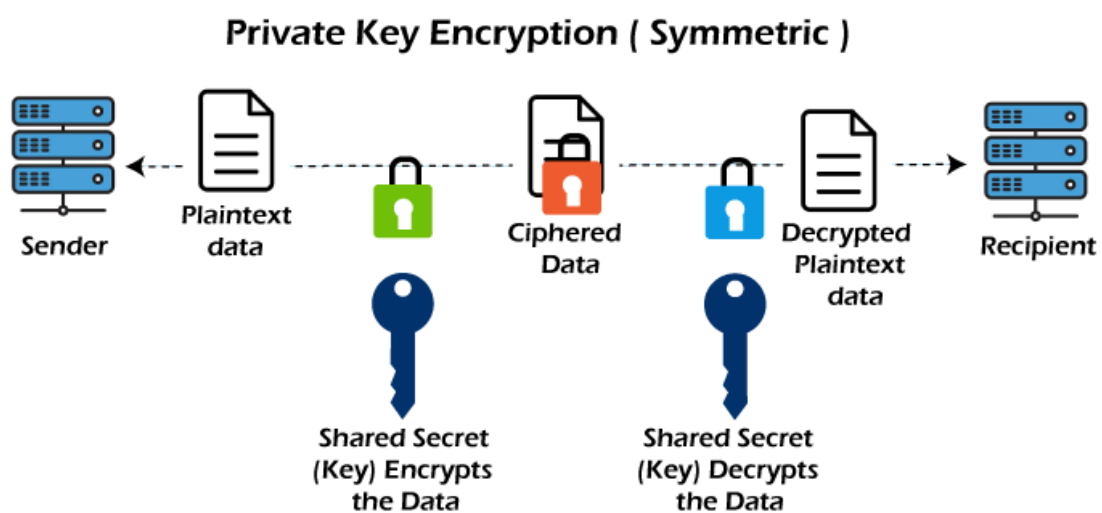 Private Key Encryption ( Symmetric )
Sender
Plaintext
data
Ciphered
Data
Decrypted
Plaintext
data
Recipient
Shared Secret
(Key) Encrypts
the Data
Shared Secret
(Key) Decrypts
the Data